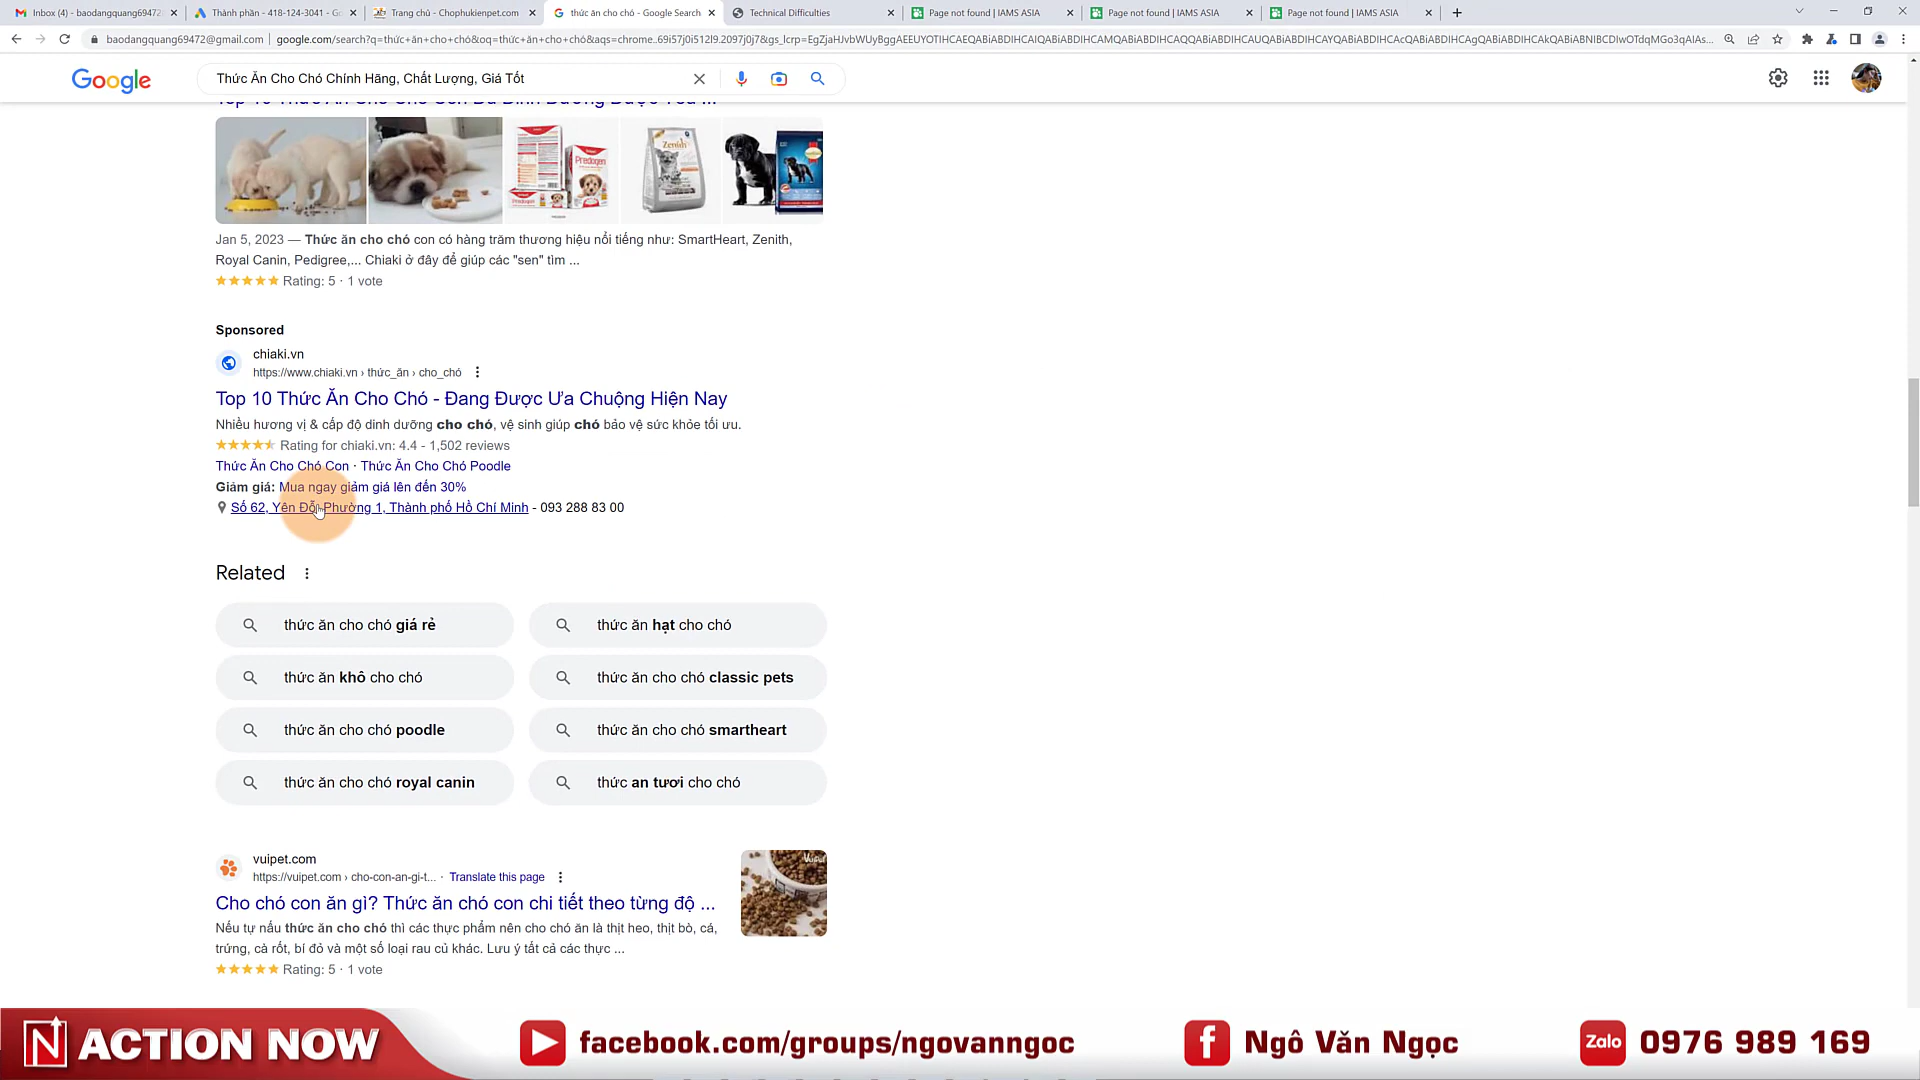 Inbox (4) - baodangquang69472
Thành phần - 418-124-3041 - Go
Trang chủ - Chophukienpet.com
thức ăn cho chó - Google Search
Technical Difficulties
Page not found | IAMS ASIA
Page not found | IAMS ASIA
Page not found | IAMS ASIA
baodangquang69472@gmail.com
Google
Thức Ăn Cho Chó Chính Hãng, Chất Lượng, Giá Tốt
Zenith
Predogen
Jan 5, 2023 — Thức ăn cho chó con có hàng trăm thương hiệu nổi tiếng như: SmartHeart, Zenith,
Royal Canin, Pedigree,... Chiaki ở đây để giúp các "sen" tìm ...
Rating: 5 · 1 vote
Sponsored
chiaki.vn
https://www.chiaki.vn › thức_ăn › cho_chó
Top 10 Thức Ăn Cho Chó - Đang Được Ưa Chuộng Hiện Nay
Nhiều hương vị & cấp độ dinh dưỡng cho chó, vệ sinh giúp chó bảo vệ sức khỏe tối ưu.
Rating for chiaki.vn: 4.4 - 1,502 reviews
Thức Ăn Cho Chó Con · Thức Ăn Cho Chó Poodle
Giảm giá: Mua ngay giảm giá lên đến 30%
Số 62, Yên Đỗ, Phường 1, Thành phố Hồ Chí Minh - 093 288 83 00
Related
thức ăn cho chó giá rẻ
thức ăn hạt cho chó
thức ăn khô cho chó
thức ăn cho chó classic pets
thức ăn cho chó poodle
thức ăn cho chó smartheart
thức ăn cho chó royal canin
thức an tươi cho chó
vuipet.com
https://vuipet.com › cho-con-an-gi-t... · Translate this page
Cho chó con ăn gì? Thức ăn chó con chi tiết theo từng độ ...
Nếu tự nấu thức ăn cho chó thì các thực phẩm nên cho chó ăn là thịt heo, thịt bò, cá,
trứng, cà rốt, bí đỏ và một số loại rau củ khác. Lưu ý tất cả các thực ...
Rating: 5 · 1 vote
N ACTION NOW
facebook.com/groups/ngovanngoc
Ngô Văn Ngọc
Zalo 0976 989 169